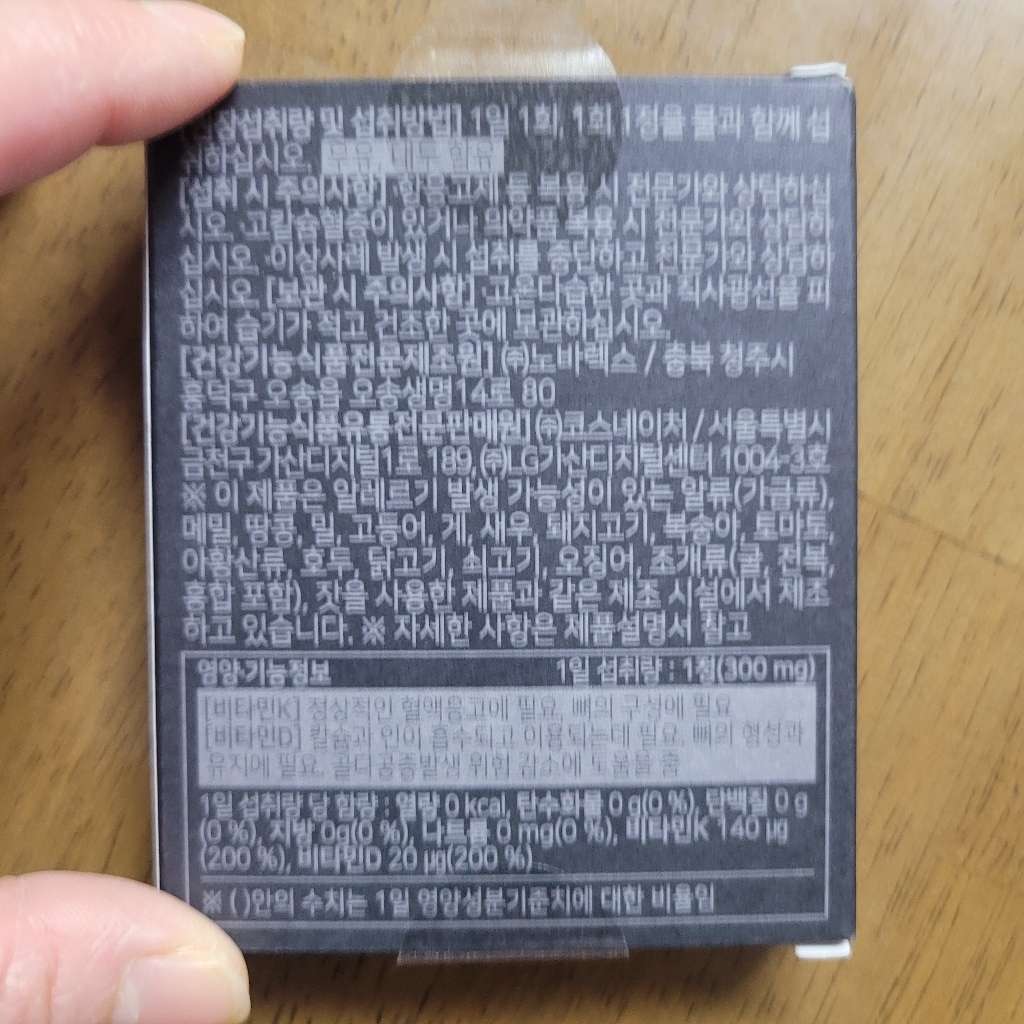 [권장섭취량 및 섭취방법] 1일 1회, 1회 1정을 물과 함께 섭
취하십시오. 우유, 대두 함유
[섭취 시 주의사항] 항응고제 등 복용 시 전문가와 상담하십
시오. 고칼슘혈증이 있거나 의약품 복용 시 전문가와 상담하
십시오. 이상사례 발생 시 섭취를 중단하고 전문가와 상담하
십시오. [보관 시 주의사항] 고온다습한 곳과 직사광선을 피
하여 습기가 적고 건조한 곳에 보관하십시오.
[건강기능식품전문제조원] ㈜노바렉스 / 충북 청주시
흥덕구 오송읍 오송생명14로 80
[건강기능식품유통전문판매원] ㈜코스네이처 / 서울특별시
금천구 가산디지털1로 189, ㈜LG가산디지털센터 1004-3호
※ 이 제품은 알레르기 발생 가능성이 있는 알류(가금류),
메밀, 땅콩, 밀, 고등어, 게, 새우, 돼지고기, 복숭아, 토마토,
아황산류, 호두, 닭고기, 쇠고기, 오징어, 조개류(굴, 전복,
홍합 포함), 잣을 사용한 제품과 같은 제조 시설에서 제조
하고 있습니다. ※ 자세한 사항은 제품설명서 참고
영양·기능정보 1일 섭취량 : 1정(300 mg)
[비타민K] 정상적인 혈액응고에 필요, 뼈의 구성에 필요
[비타민D] 칼슘과 인이 흡수되고 이용되는데 필요, 뼈의 형성과
유지에 필요, 골다공증발생 위험 감소에 도움을 줌
1일 섭취량 당 함량 : 열량 0 kcal, 탄수화물 0 g(0 %), 단백질 0 g
(0 %), 지방 0g(0 %), 나트륨 0 mg(0 %), 비타민K 140 μg
(200 %), 비타민D 20 μg(200 %)
※ ( )안의 수치는 1일 영양성분기준치에 대한 비율임